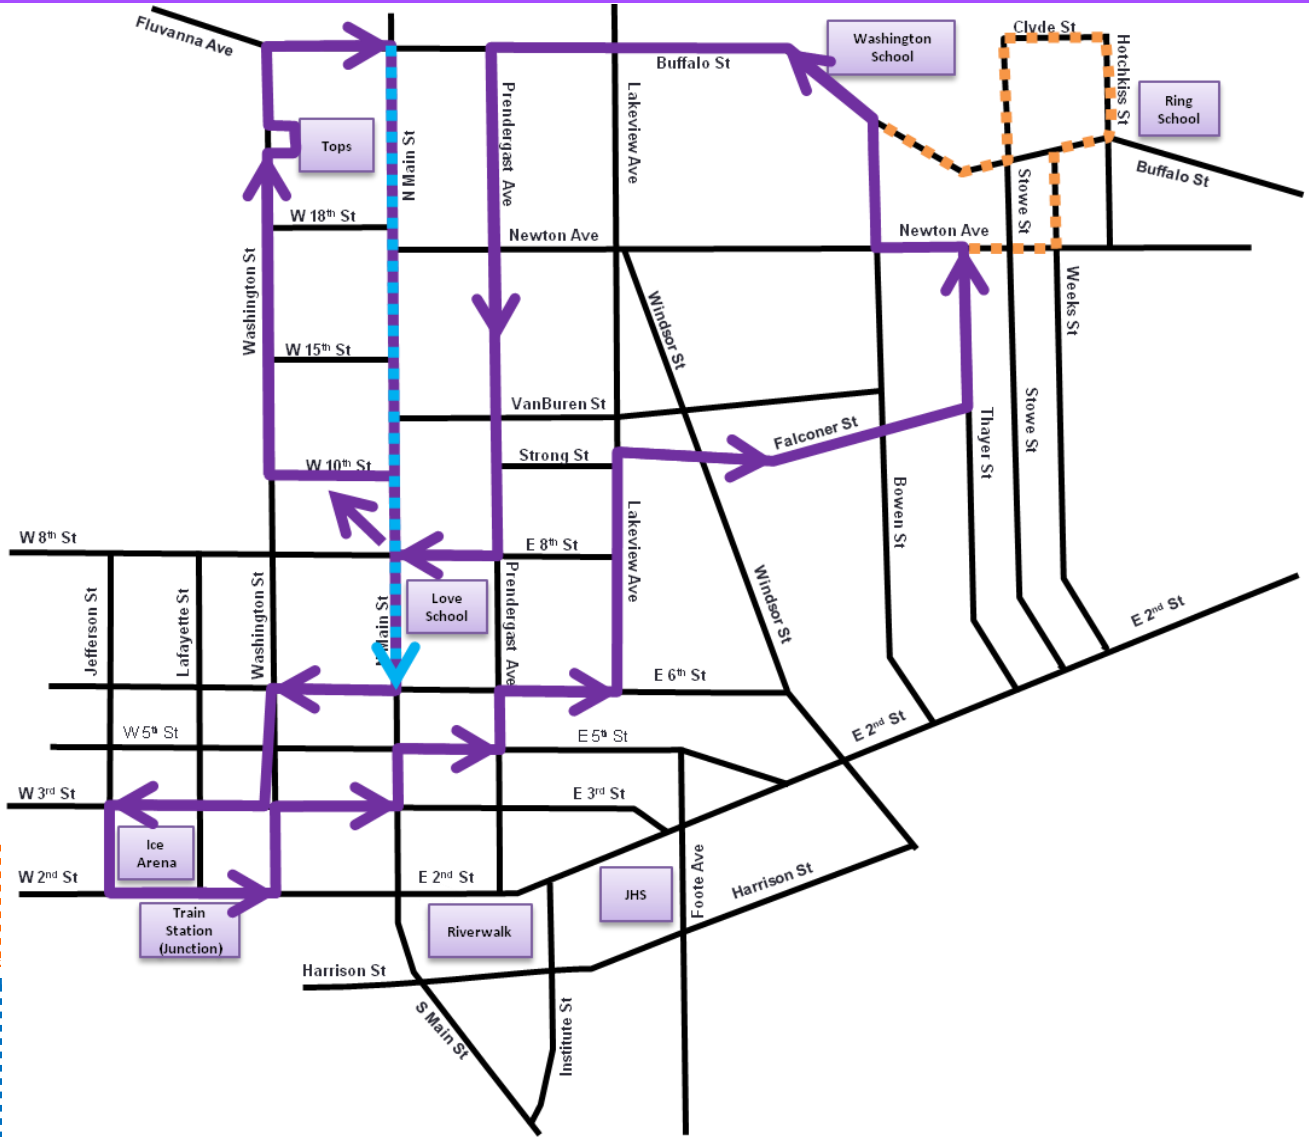 Fluvanna Ave
Clyde St
Washington
School
Buffalo St
Hotchkiss St
Ring
School
Prendergast Ave
Lakeview Ave
Tops
N Main St
Buffalo St
Stowe St
W 18th St
Newton Ave
Newton Ave
Washington St
Windsor St
Weeks St
W 15th St
VanBuren St
Stowe St
Falconer St
Thayer St
Strong St
W 10th St
Lakeview Ave
Bowen St
W 8th St
E 8th St
Love
School
Jefferson St
Lafayette St
Washington St
N Main St
Prendergast Ave
Windsor St
E 2nd St
E 6th St
W 5th St
E 5th St
E 2nd St
W 3rd St
E 3rd St
Ice
Arena
W 2nd St
E 2nd St
JHS
Foote Ave
Harrison St
Train
Station
(Junction)
Riverwalk
Harrison St
S Main St
Institute St